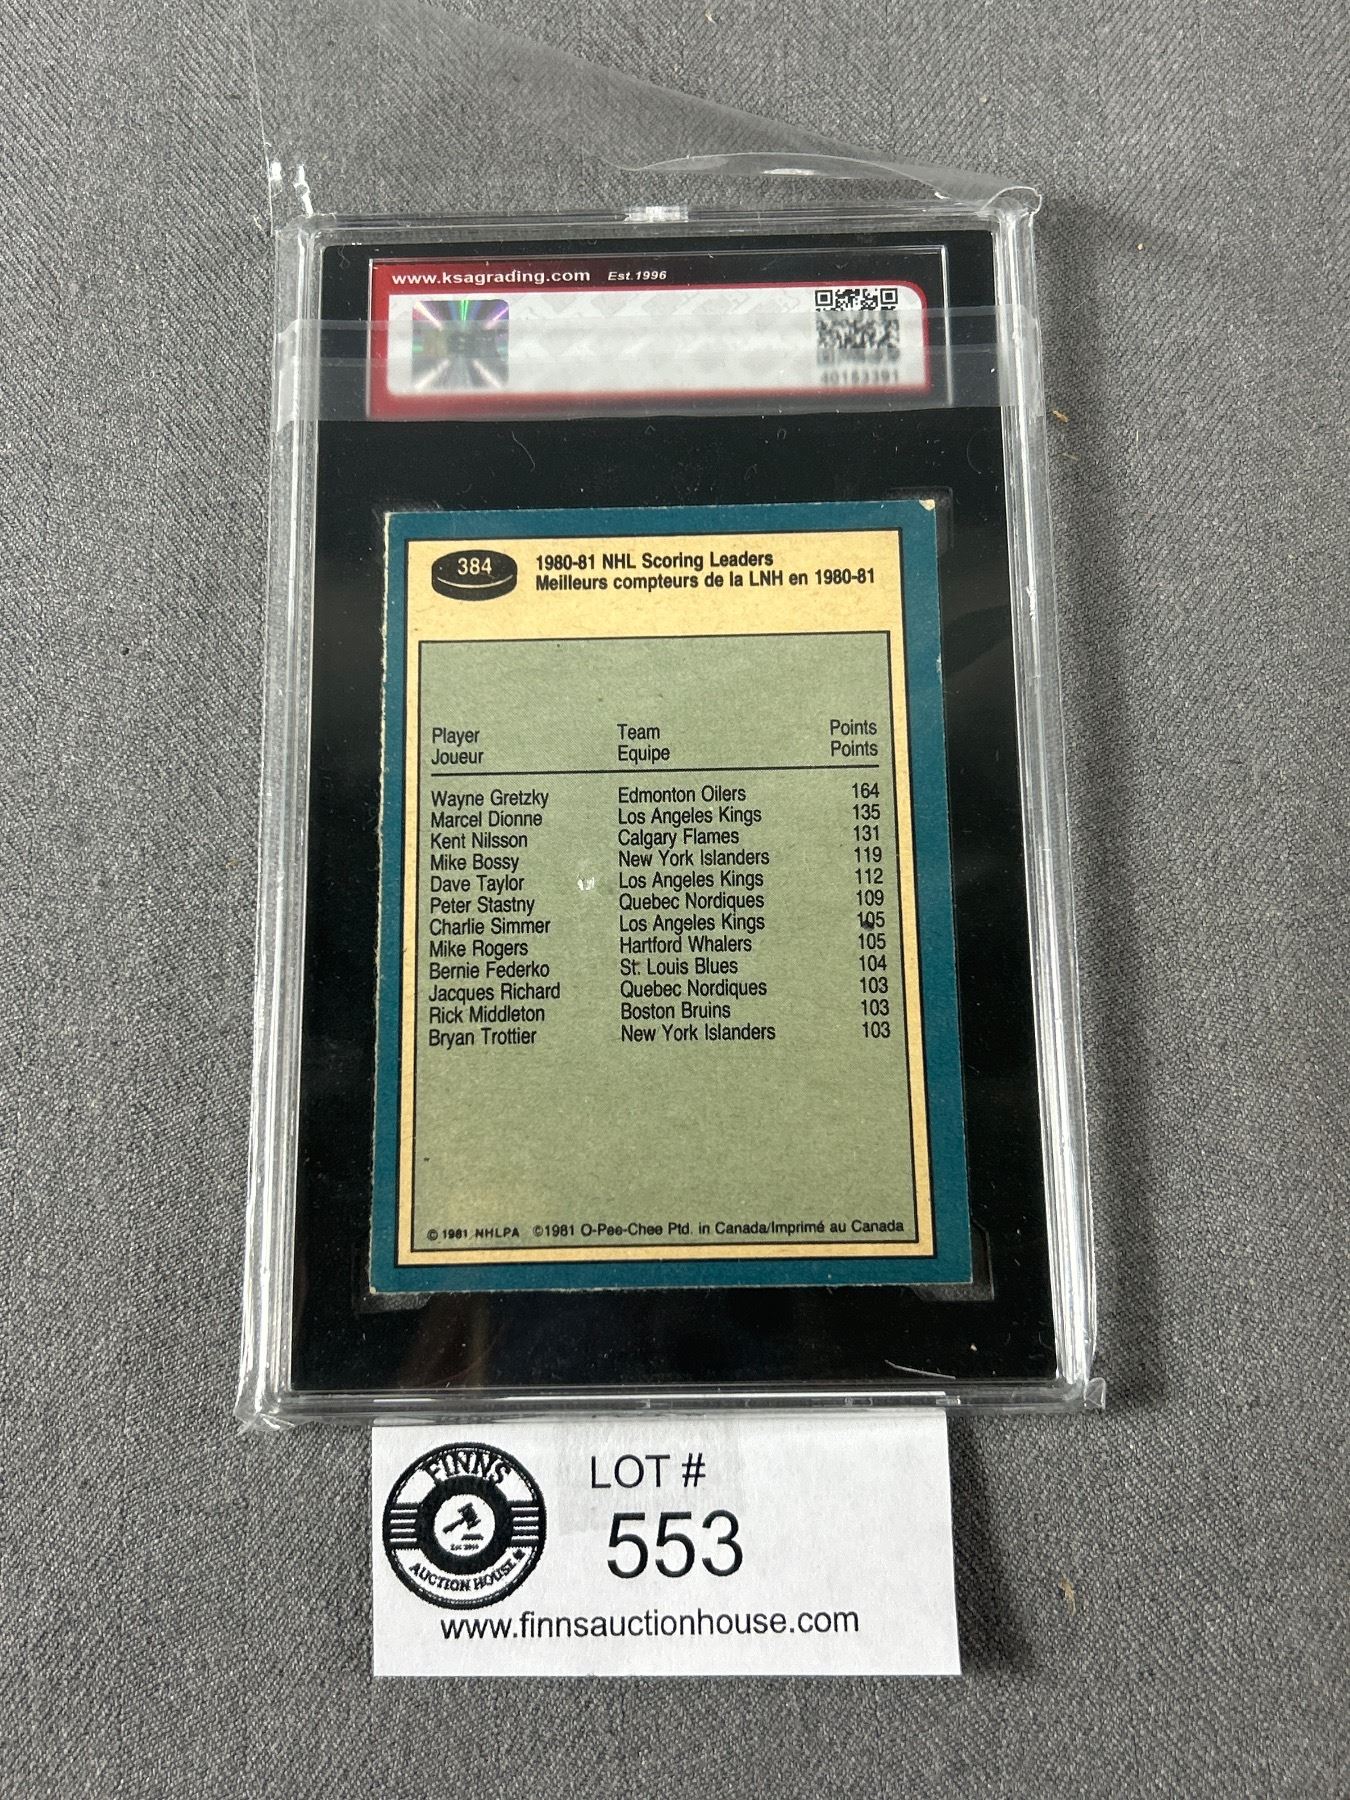 www.ksagrading.com Est.1996
40183391
384
1980-81 NHL Scoring Leaders
Meilleurs compteurs de la LNH en 1980-81
Player Team Points
Joueur Equipe Points
Wayne Gretzky Edmonton Oilers 164
Marcel Dionne Los Angeles Kings 135
Kent Nilsson Calgary Flames 131
Mike Bossy New York Islanders 119
Dave Taylor Los Angeles Kings 112
Peter Stastny Quebec Nordiques 109
Charlie Simmer Los Angeles Kings 105
Mike Rogers Hartford Whalers 105
Bernie Federko St. Louis Blues 104
Jacques Richard Quebec Nordiques 103
Rick Middleton Boston Bruins 103
Bryan Trottier New York Islanders 103
© 1981 NHLPA ©1981 O-Pee-Chee Ptd. in Canada/Imprimé au Canada
FINNS
AUCTION HOUSE
LOT #
553
www.finnsauctionhouse.com